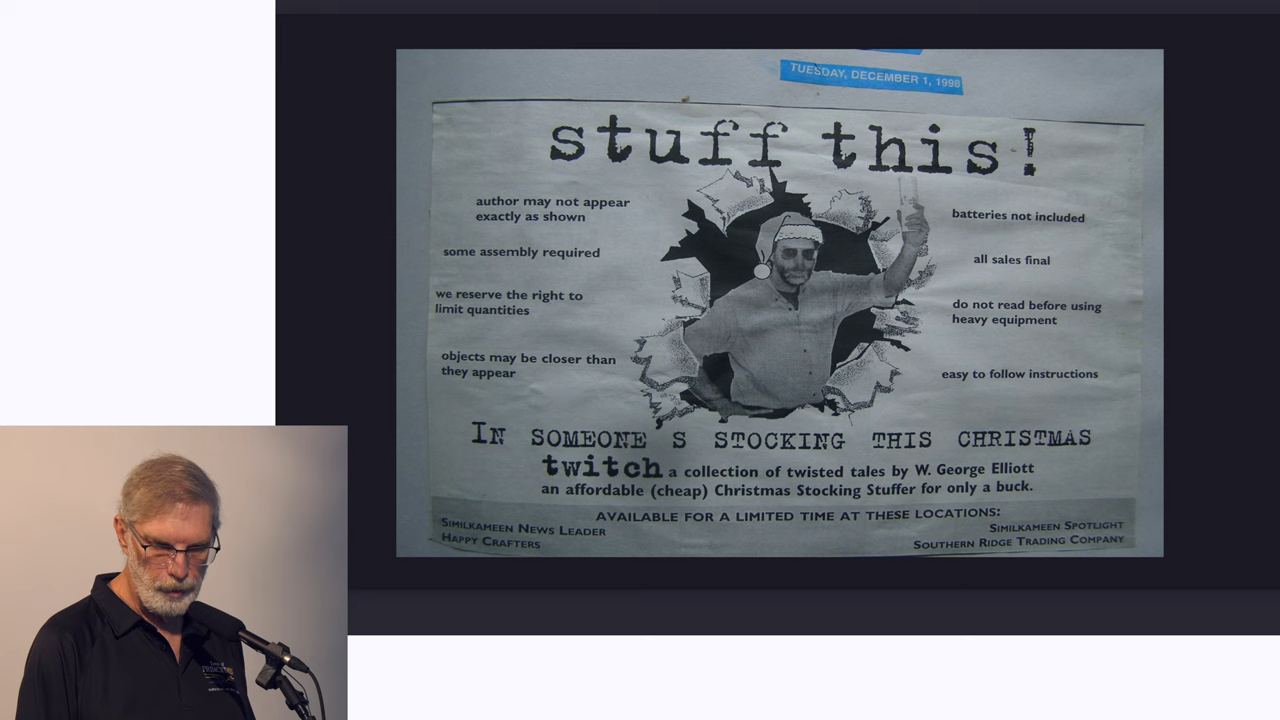 TUESDAY, DECEMBER 1, 1998
stuff this!
author may not appear
exactly as shown
some assembly required
we reserve the right to
limit quantities
objects may be closer than
they appear
batteries not included
all sales final
do not read before using
heavy equipment
easy to follow instructions
IN SOMEONE S STOCKING THIS CHRISTMAS
twitch a collection of twisted tales by W. George Elliott
an affordable (cheap) Christmas Stocking Stuffer for only a buck.
AVAILABLE FOR A LIMITED TIME AT THESE LOCATIONS:
SIMILKAMEEN NEWS LEADER
HAPPY CRAFTERS
SIMILKAMEEN SPOTLIGHT
SOUTHERN RIDGE TRADING COMPANY